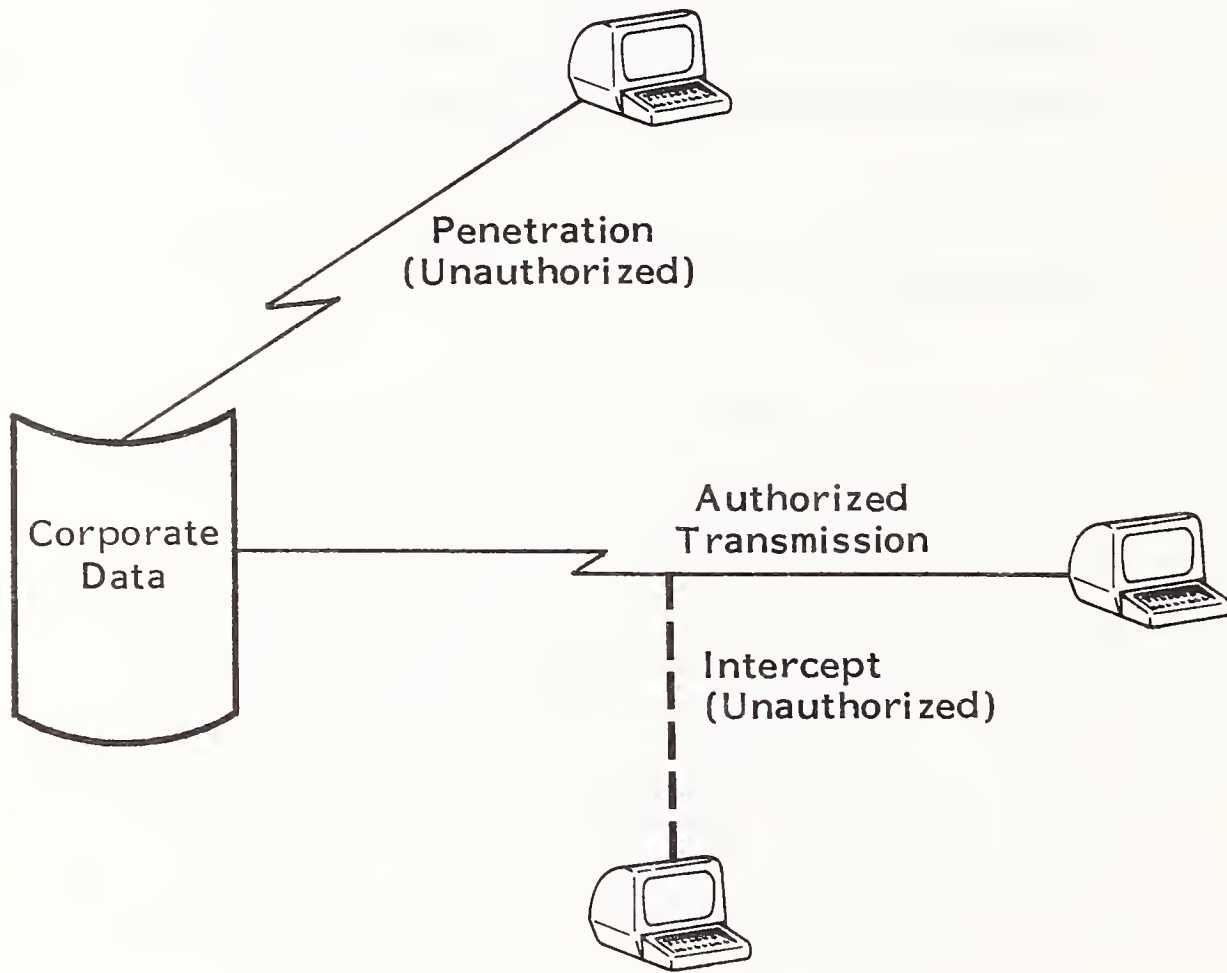 Penetration
(Unauthorized)
Corporate
Data
Authorized
Transmission
Intercept
(Unauthorized)